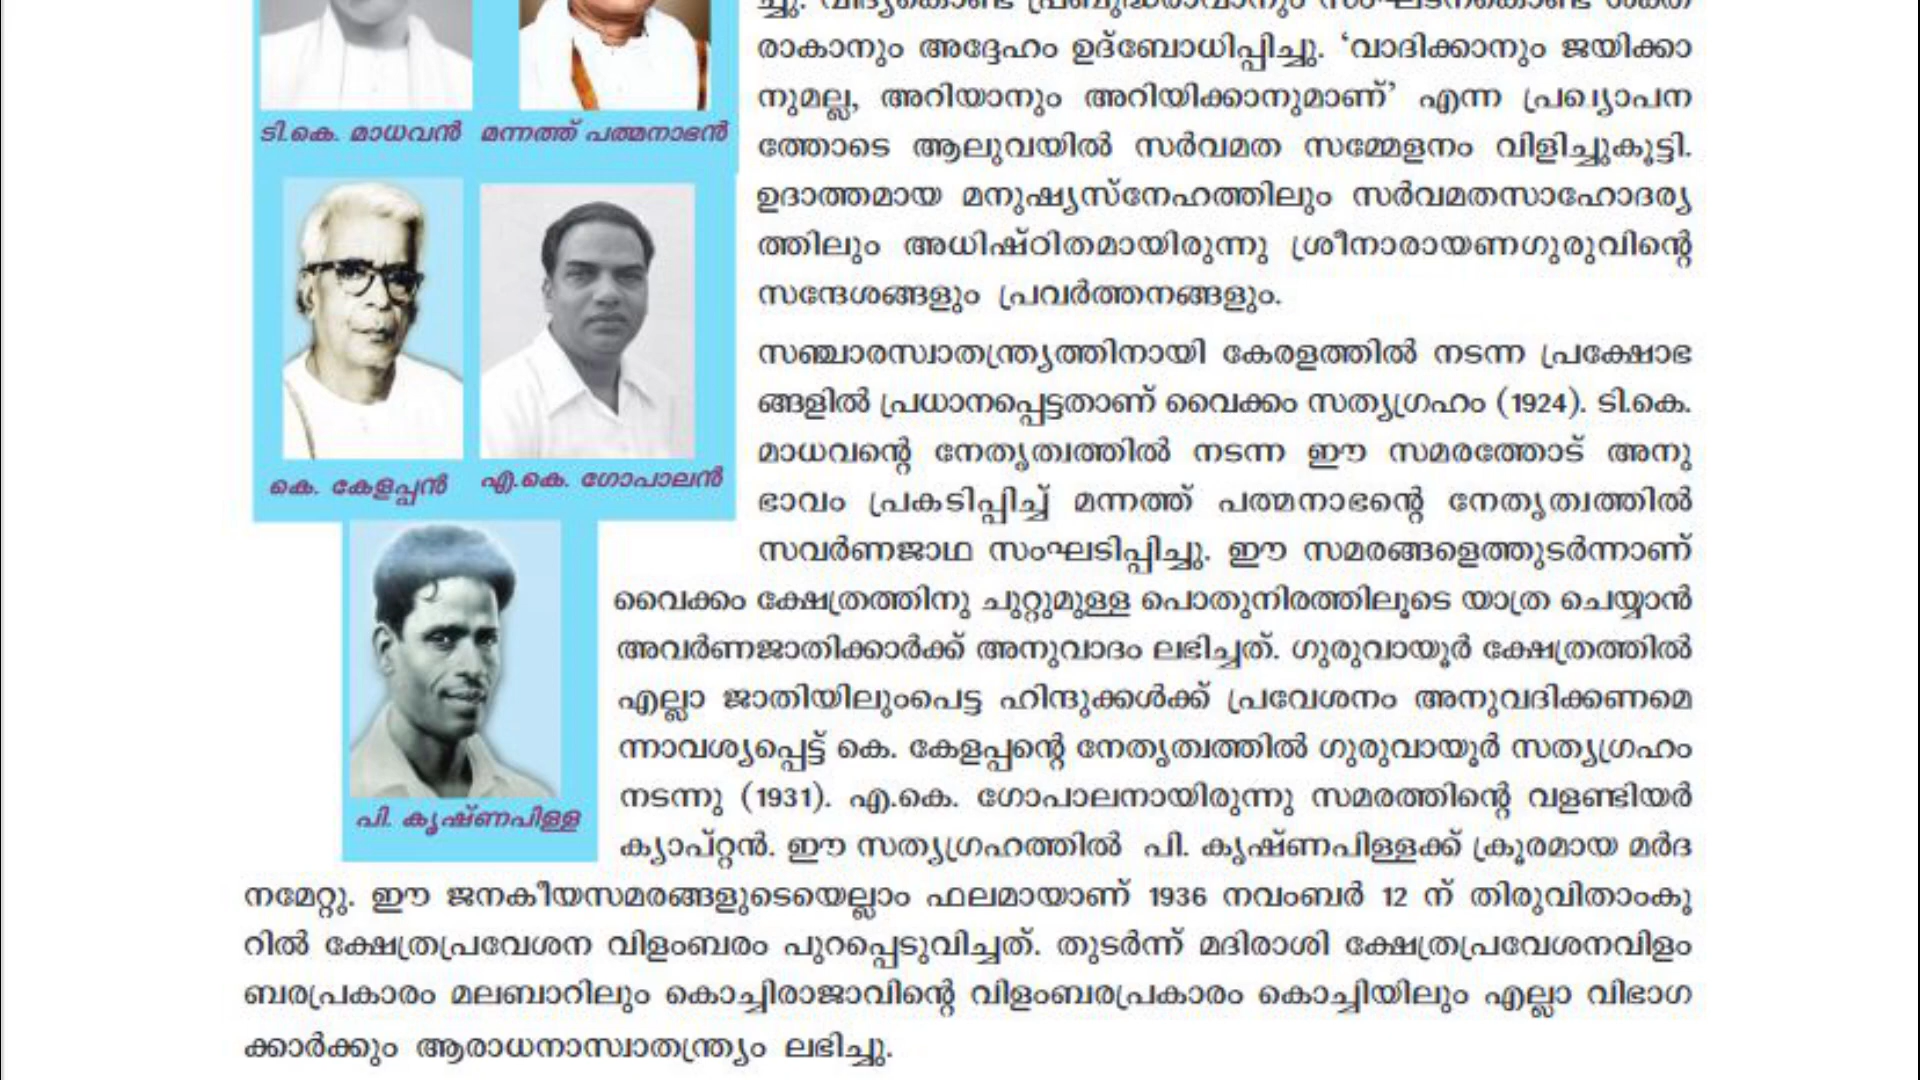 ച്ചു. വിദ്യകൊണ്ട് പ്രബുദ്ധരാവാനും സംഘടനകൊണ്ട് ശക്ത
രാകാനും അദ്ദേഹം ഉദ്ബോധിപ്പിച്ചു. ‘വാദിക്കാനും ജയിക്കാ
നുമല്ല, അറിയാനും അറിയിക്കാനുമാണ്’ എന്ന പ്രഖ്യാപന
ത്തോടെ ആലുവയിൽ സർവമത സമ്മേളനം വിളിച്ചുകൂട്ടി.
ഉദാത്തമായ മനുഷ്യസ്നേഹത്തിലും സർവമതസാഹോദര്യ
ത്തിലും അധിഷ്ഠിതമായിരുന്നു ശ്രീനാരായണഗുരുവിന്റെ
സന്ദേശങ്ങളും പ്രവർത്തനങ്ങളും.
ടി.കെ. മാധവൻ മന്നത്ത് പത്മനാഭൻ
കെ. കേളപ്പൻ എ.കെ. ഗോപാലൻ
പി. കൃഷ്ണപിള്ള
സഞ്ചാരസ്വാതന്ത്ര്യത്തിനായി കേരളത്തിൽ നടന്ന പ്രക്ഷോഭ
ങ്ങളിൽ പ്രധാനപ്പെട്ടതാണ് വൈക്കം സത്യഗ്രഹം (1924). ടി.കെ.
മാധവന്റെ നേതൃത്വത്തിൽ നടന്ന ഈ സമരത്തോട് അനു
ഭാവം പ്രകടിപ്പിച്ച് മന്നത്ത് പത്മനാഭന്റെ നേതൃത്വത്തിൽ
സവർണജാഥ സംഘടിപ്പിച്ചു. ഈ സമരങ്ങളെത്തുടർന്നാണ്
വൈക്കം ക്ഷേത്രത്തിനു ചുറ്റുമുള്ള പൊതുനിരത്തിലൂടെ യാത്ര ചെയ്യാൻ
അവർണജാതിക്കാർക്ക് അനുവാദം ലഭിച്ചത്. ഗുരുവായൂർ ക്ഷേത്രത്തിൽ
എല്ലാ ജാതിയിലുംപെട്ട ഹിന്ദുക്കൾക്ക് പ്രവേശനം അനുവദിക്കണമെ
ന്നാവശ്യപ്പെട്ട് കെ. കേളപ്പന്റെ നേതൃത്വത്തിൽ ഗുരുവായൂർ സത്യഗ്രഹം
നടന്നു (1931). എ.കെ. ഗോപാലനായിരുന്നു സമരത്തിന്റെ വളണ്ടിയർ
ക്യാപ്റ്റൻ. ഈ സത്യഗ്രഹത്തിൽ പി. കൃഷ്ണപിള്ളക്ക് ക്രൂരമായ മർദ
നമേറ്റു. ഈ ജനകീയസമരങ്ങളുടെയെല്ലാം ഫലമായാണ് 1936 നവംബർ 12 ന് തിരുവിതാംകൂ
റിൽ ക്ഷേത്രപ്രവേശന വിളംബരം പുറപ്പെടുവിച്ചത്. തുടർന്ന് മദിരാശി ക്ഷേത്രപ്രവേശനവിളം
ബരപ്രകാരം മലബാറിലും കൊച്ചിരാജാവിന്റെ വിളംബരപ്രകാരം കൊച്ചിയിലും എല്ലാ വിഭാഗ
ക്കാർക്കും ആരാധനാസ്വാതന്ത്ര്യം ലഭിച്ചു.